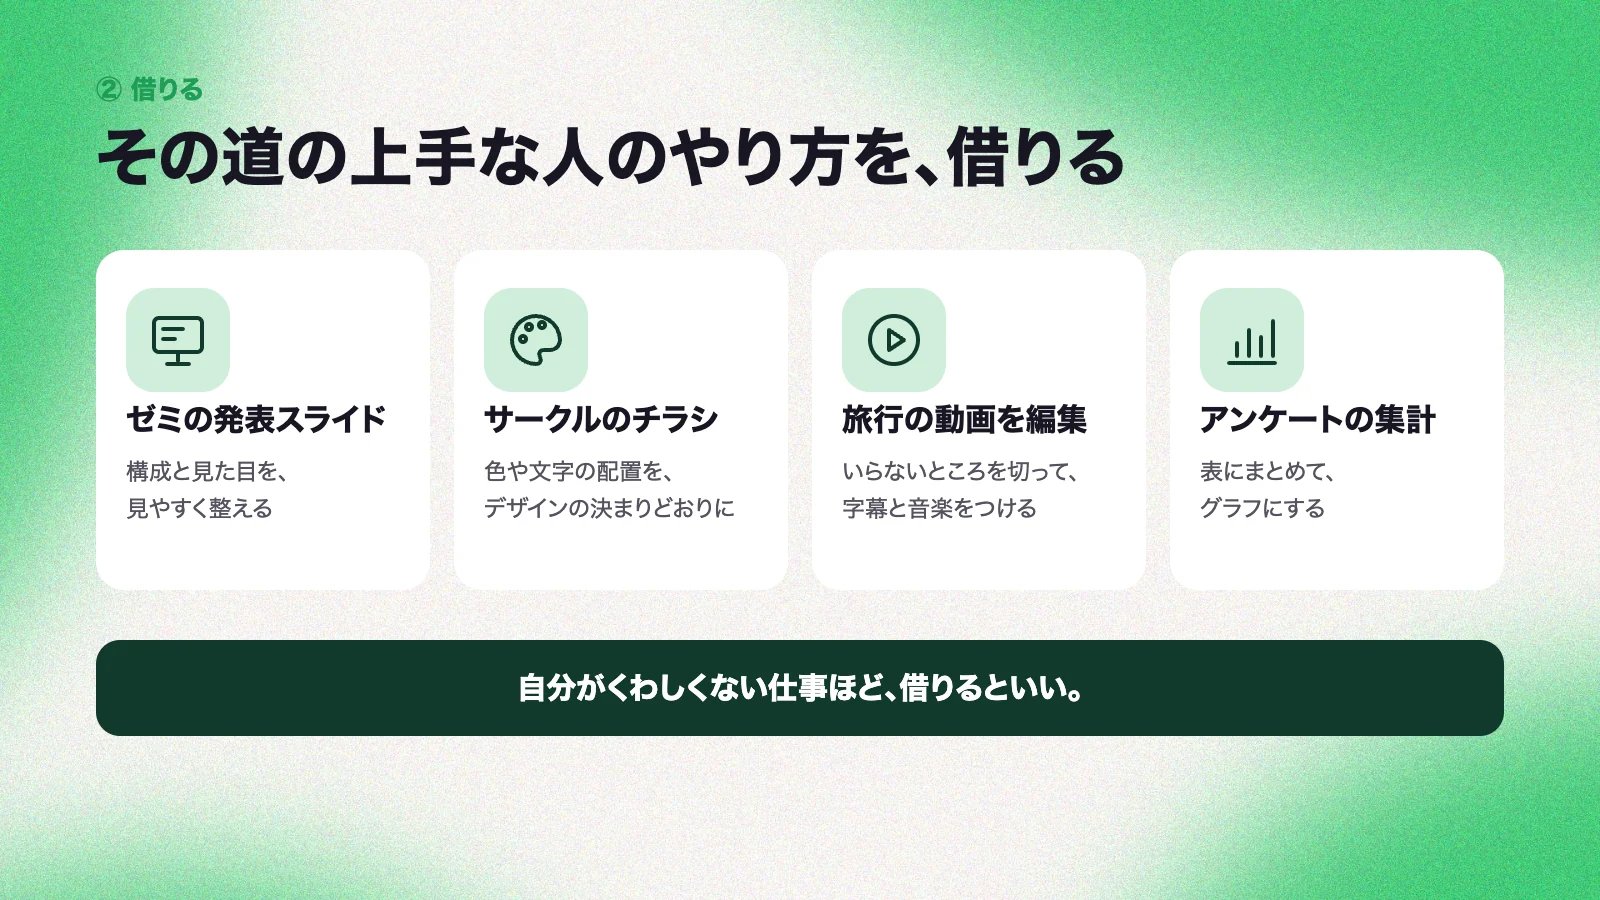 ② 借りる
その道の上手な人のやり方を、借りる
ゼミの発表スライド
構成と見た目を、
見やすく整える
サークルのチラシ
色や文字の配置を、
デザインの決まりどおりに
旅行の動画を編集
いらないところを切って、
字幕と音楽をつける
アンケートの集計
表にまとめて、
グラフにする
自分がくわしくない仕事ほど、借りるといい。